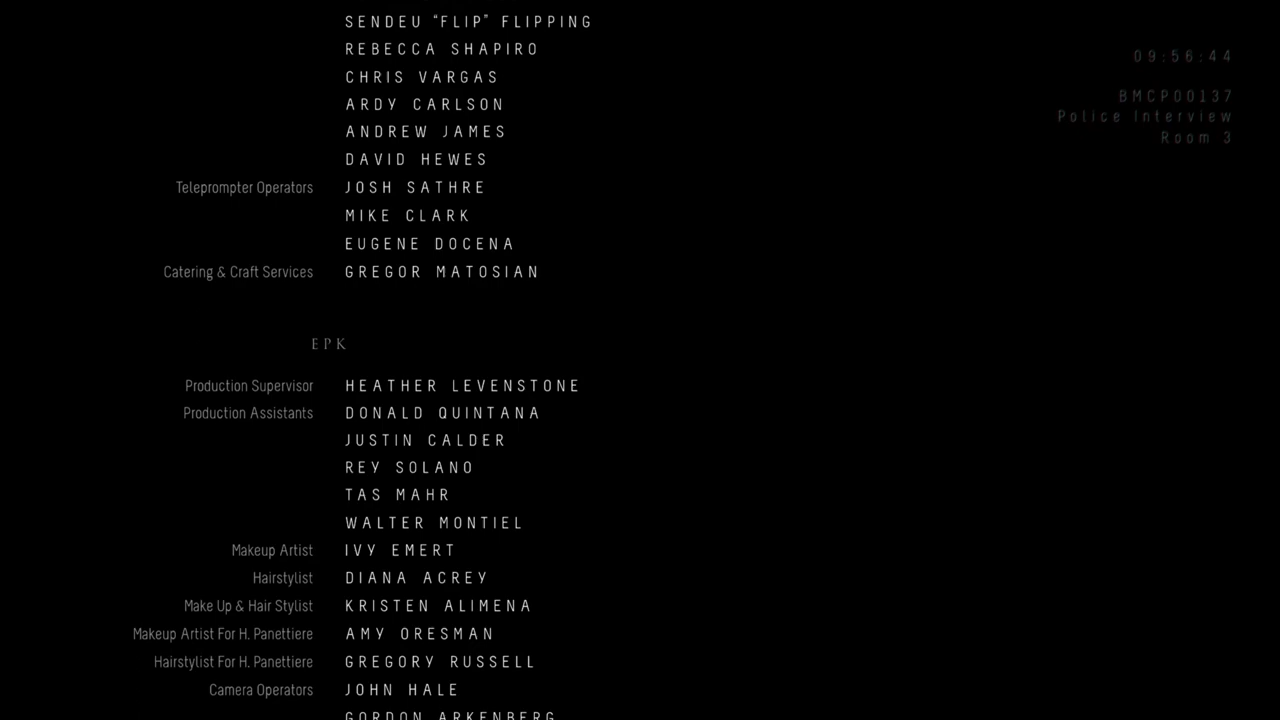 SENDEU “FLIP” FLIPPING
REBECCA SHAPIRO
CHRIS VARGAS
ARDY CARLSON
ANDREW JAMES
DAVID HEWES
Teleprompter Operators JOSH SATHRE
MIKE CLARK
EUGENE DOCENA
Catering & Craft Services GREGOR MATOSIAN
EPK
Production Supervisor HEATHER LEVENSTONE
Production Assistants DONALD QUINTANA
JUSTIN CALDER
REY SOLANO
TAS MAHR
WALTER MONTIEL
Makeup Artist IVY EMERT
Hairstylist DIANA ACREY
Make Up & Hair Stylist KRISTEN ALIMENA
Makeup Artist For H. Panettiere AMY ORESMAN
Hairstylist For H. Panettiere GREGORY RUSSELL
Camera Operators JOHN HALE
GORDON ARKENBERG
09:56:44
BMCP00137
Police Interview
Room 3